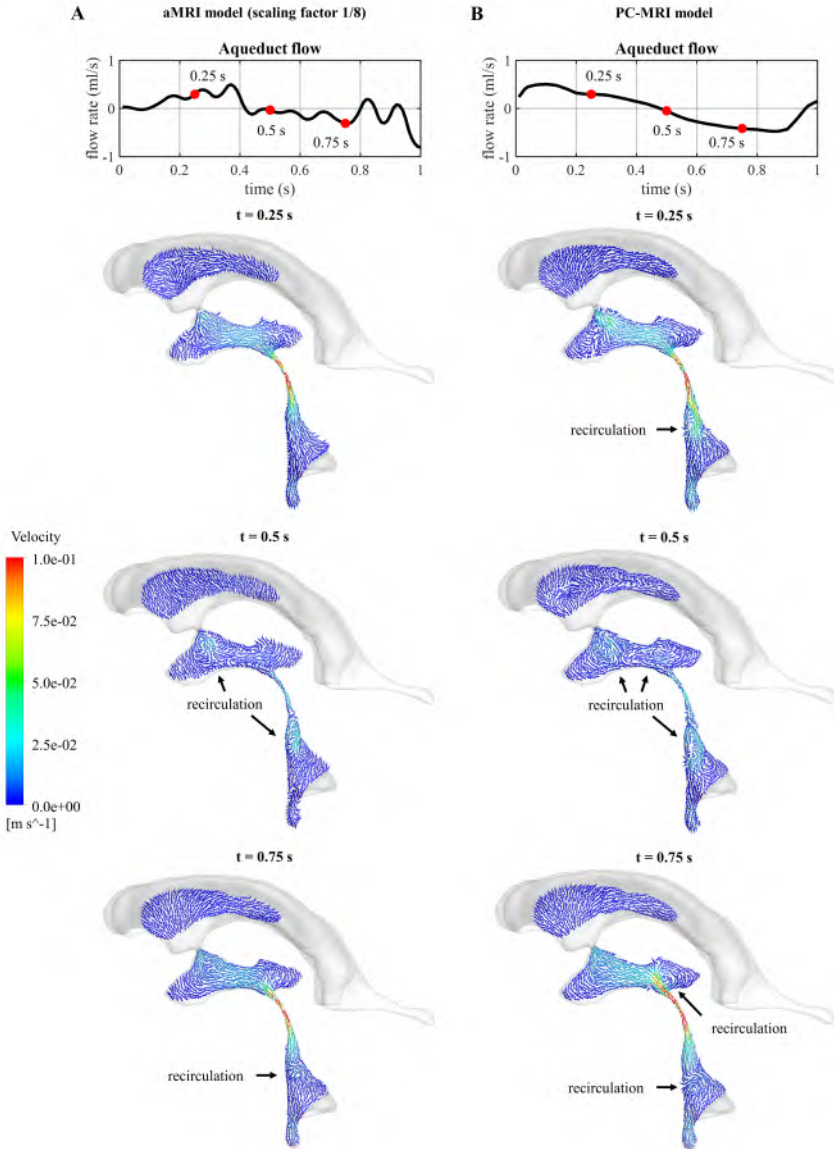 A
aMRI model (scaling factor 1/8)
Aqueduct flow
flow rate (ml/s)
1
0
-1
0.25 s
0.5 s
0.75 s
0
0.2
0.4
0.6
0.8
1
time (s)
B
PC-MRI model
Aqueduct flow
flow rate (ml/s)
1
0
-1
0.25 s
0.5 s
0.75 s
0
0.2
0.4
0.6
0.8
1
time (s)
t = 0.25 s
t = 0.25 s
recirculation
Velocity
1.0e-01
7.5e-02
5.0e-02
2.5e-02
0.0e+00
[m s^-1]
t = 0.5 s
recirculation
t = 0.5 s
recirculation
t = 0.75 s
recirculation
t = 0.75 s
recirculation
recirculation